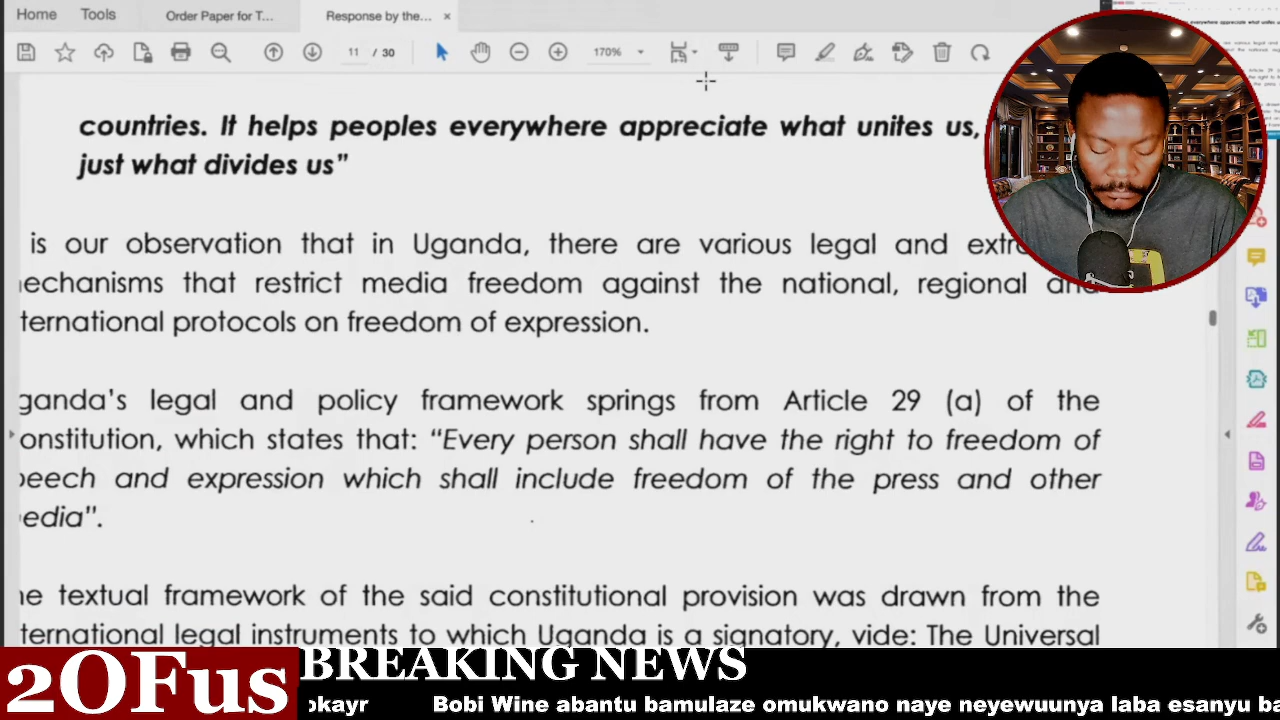 Home Tools Order Paper for T... Response by the... ×
11 / 30 170%
countries. It helps peoples everywhere appreciate what unites us,
just what divides us”
is our observation that in Uganda, there are various legal and
echanisms that restrict media freedom against the national, regional and
ternational protocols on freedom of expression.
ganda’s legal and policy framework springs from Article 29 (a) of the
onstitution, which states that: “Every person shall have the right to freedom of
peech and expression which shall include freedom of the press and other
edia”.
he textual framework of the said constitutional provision was drawn from the
ternational legal instruments to which Uganda is a signatory, vide: The Universal
2OFus
BREAKING NEWS
okayr Bobi Wine abantu bamulaze omukwano naye neyewuunya laba esanyu ba